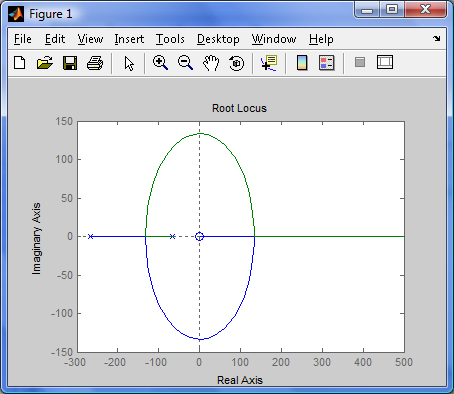 Figure 1
File Edit View Insert Tools Desktop Window Help
Root Locus
150
100
50
0
-50
-100
-150
Imaginary Axis
-300 -200 -100 0 100 200 300 400 500
Real Axis